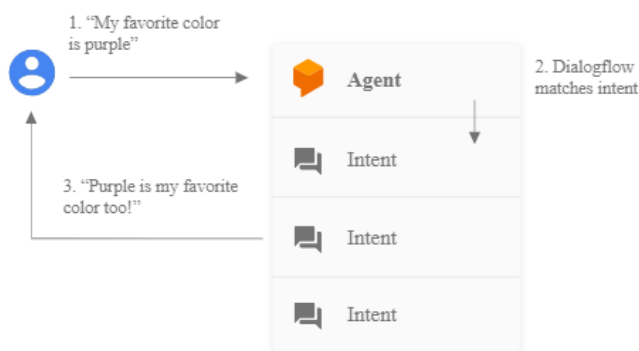 1. “My favorite color
is purple”
Agent
2. Dialogflow
matches intent
Intent
3. “Purple is my favorite
color too!”
Intent
Intent